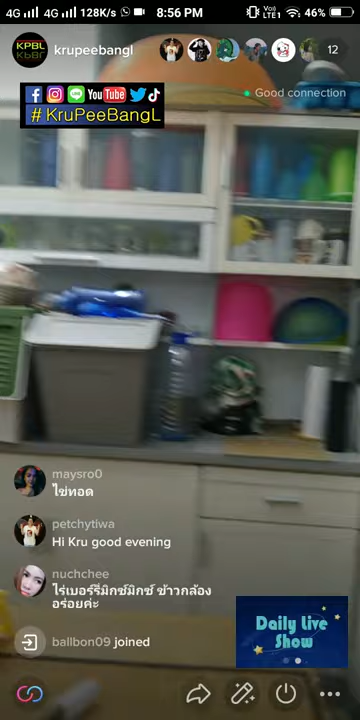 4G 4G 128K/s 8:56 PM VoD LTE1 46%
KPBL krupeebangl 12
Good connection
You Tube
# KruPeeBangL
maysro0
ไข่ทอด
petchytiwa
Hi Kru good evening
nuchchee
ไร่เบอร์รี่มิกซ์มิกซ์ ข้าวกล้อง
อร่อยค่ะ
ballbon09 joined
Daily Live
Show